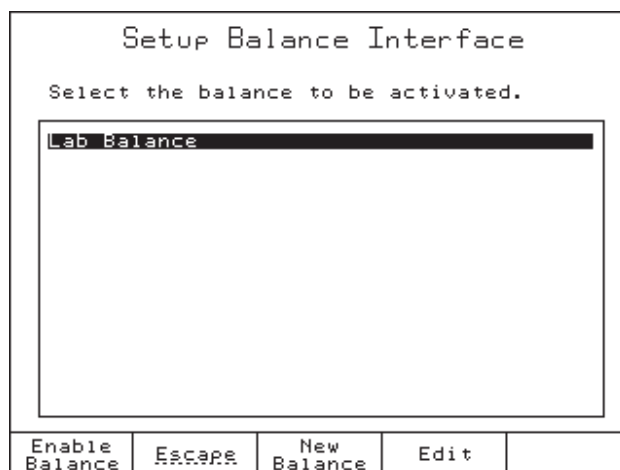 Setup Balance Interface
Select the balance to be activated.
Lab Balance
Enable
Balance
Escape
New
Balance
Edit